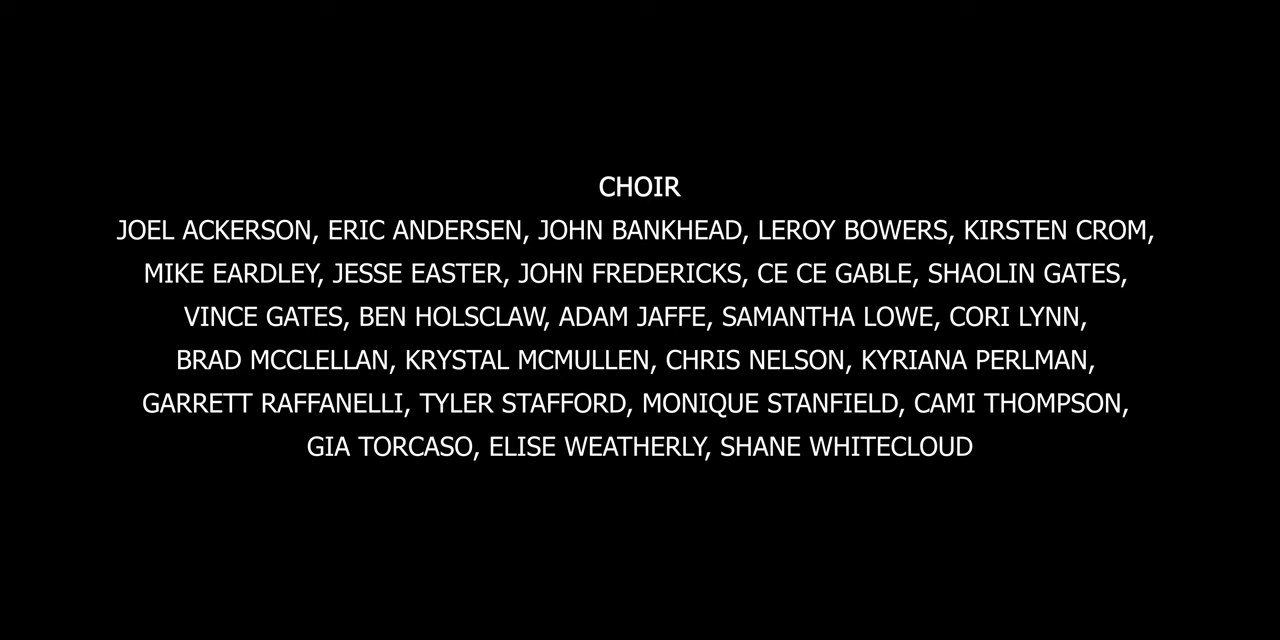 CHOIR
JOEL ACKERSON, ERIC ANDERSEN, JOHN BANKHEAD, LEROY BOWERS, KIRSTEN CROM,
MIKE EARDLEY, JESSE EASTER, JOHN FREDERICKS, CE CE GABLE, SHAOLIN GATES,
VINCE GATES, BEN HOLSCLAW, ADAM JAFFE, SAMANTHA LOWE, CORI LYNN,
BRAD MCCLELLAN, KRYSTAL MCMULLEN, CHRIS NELSON, KYRIANA PERLMAN,
GARRETT RAFFANELLI, TYLER STAFFORD, MONIQUE STANFIELD, CAMI THOMPSON,
GIA TORCASO, ELISE WEATHERLY, SHANE WHITECLOUD